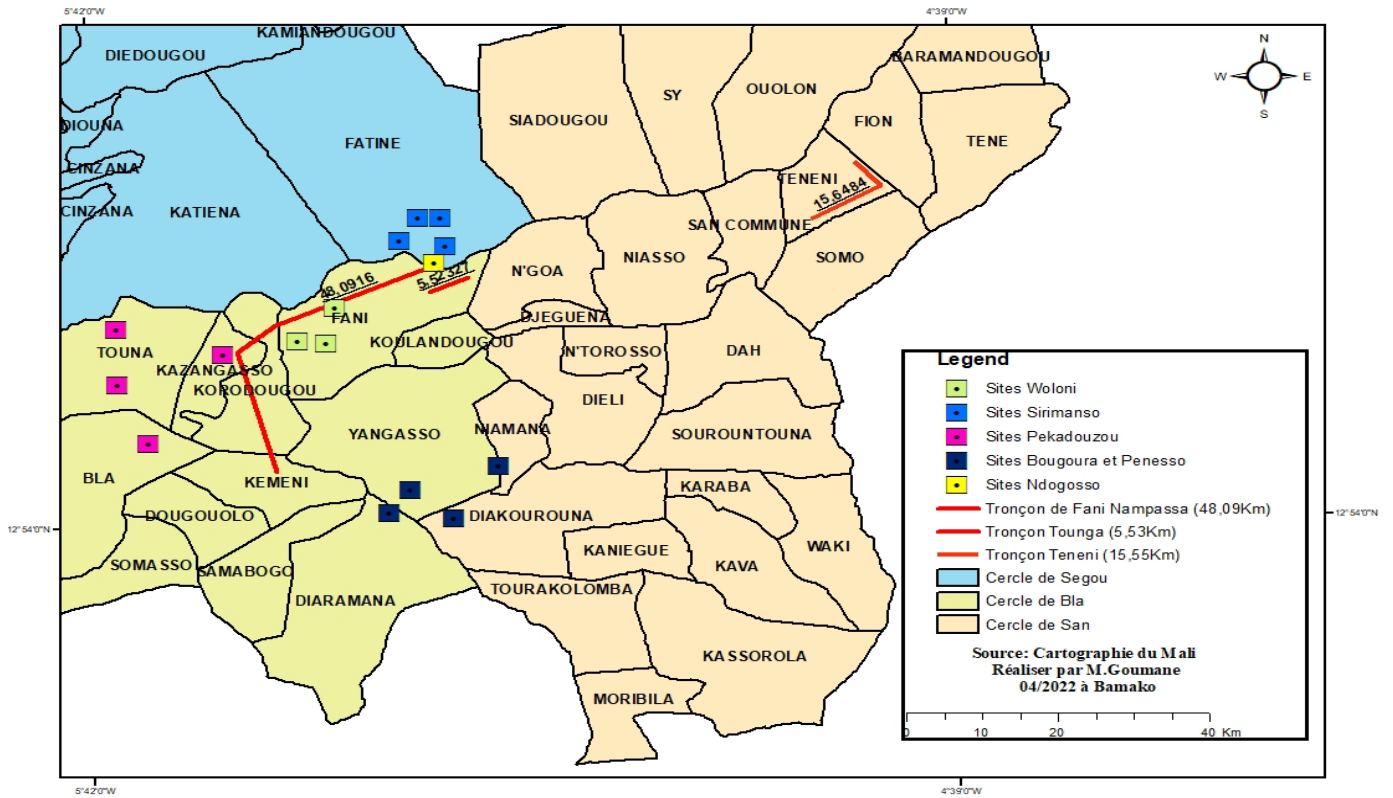 5°42'0"W
4°39'0"W
KAMIANDOUGOU
DIEDOUGOU
BARAMANDOUGOU
N
W
E
S
SY
OUOLON
SIADOUGOU
FION
DIOUNA
FATINE
TENE
CINZANA
TENENI
15,6484
CINZANA
KATIENA
SAN COMMUNE
N'GOA
NIASSO
SOMO
48,0916
5,52327
FANI
DJEGUENA
KOULANDOUGOU
TOUNA
N'TOROSSO
DAH
KAZANGASSO
KORODOUGOU
DIELI
YANGASSO
NIAMANA
SOUROUNTOUNA
BLA
KEMENI
KARABA
DOUGOUOLO
DIAKOUROUNA
12°54'0"N
12°54'0"N
KANIEGUE
WAKI
SOMASSO
SAMABOGO
KAVA
TOURAKOLOMBA
DIARAMANA
KASSOROLA
MORIBILA
Legend
Sites Woloni
Sites Sirimanso
Sites Pekadouzou
Sites Bougoura et Penesso
Sites Ndogosso
Tronçon de Fani Nampassa (48,09Km)
Tronçon Tounga (5,53Km)
Tronçon Teneni (15,55Km)
Cercle de Segou
Cercle de Bla
Cercle de San
Source: Cartographie du Mali
Réaliser par M.Goumane
04/2022 à Bamako
0 10 20 40 Km
5°42'0"W
4°39'0"W